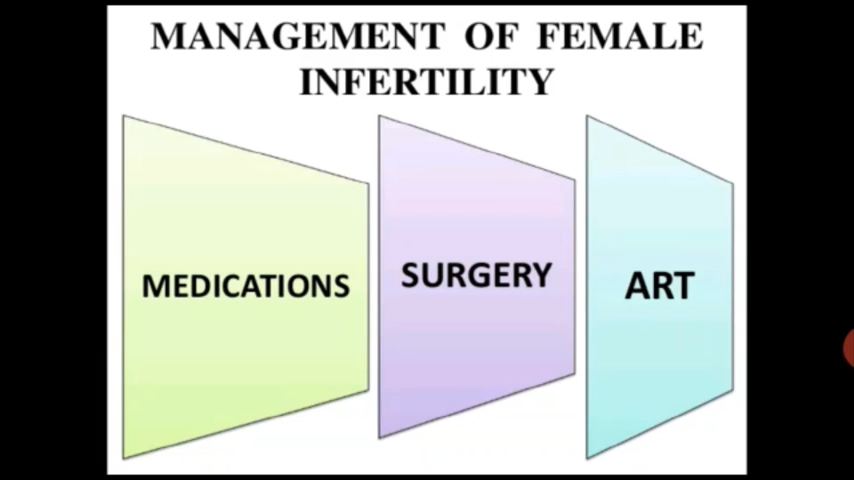 MANAGEMENT OF FEMALE
INFERTILITY
MEDICATIONS
SURGERY
ART